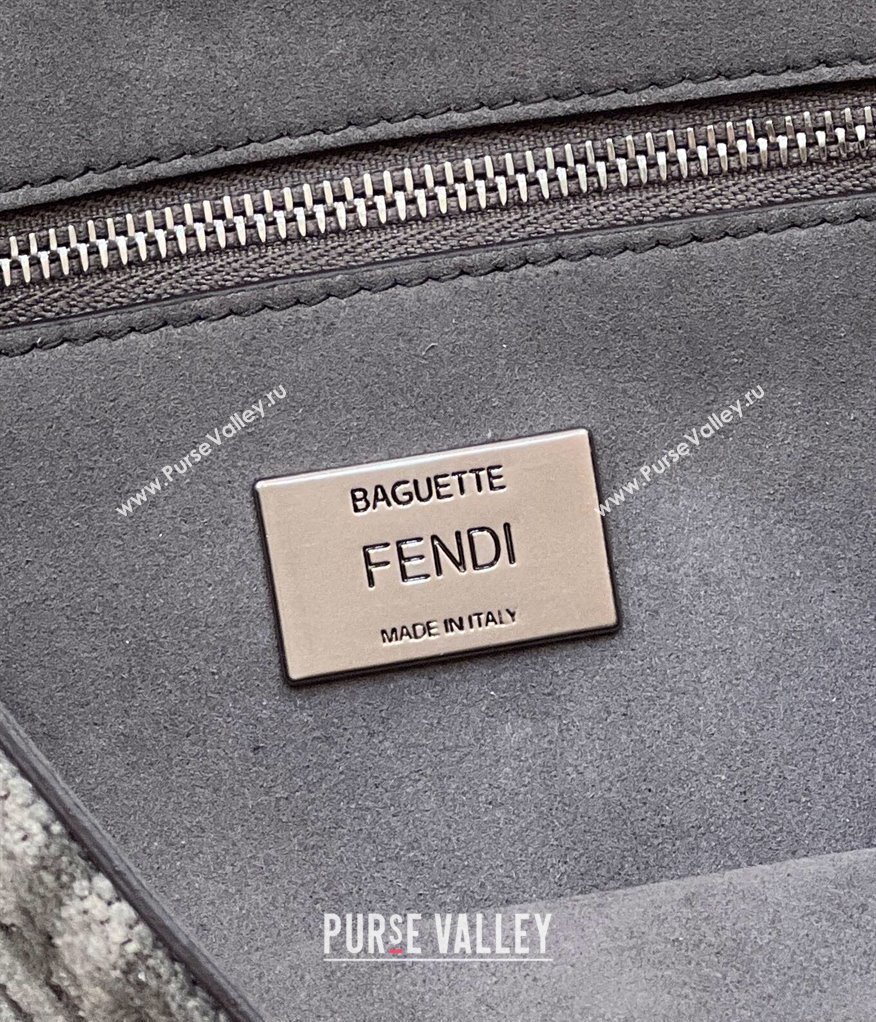 www.PurseValley.ru
www.PurseValley.ru
BAGUETTE
FENDI
MADE IN ITALY
PURSE VALLEY